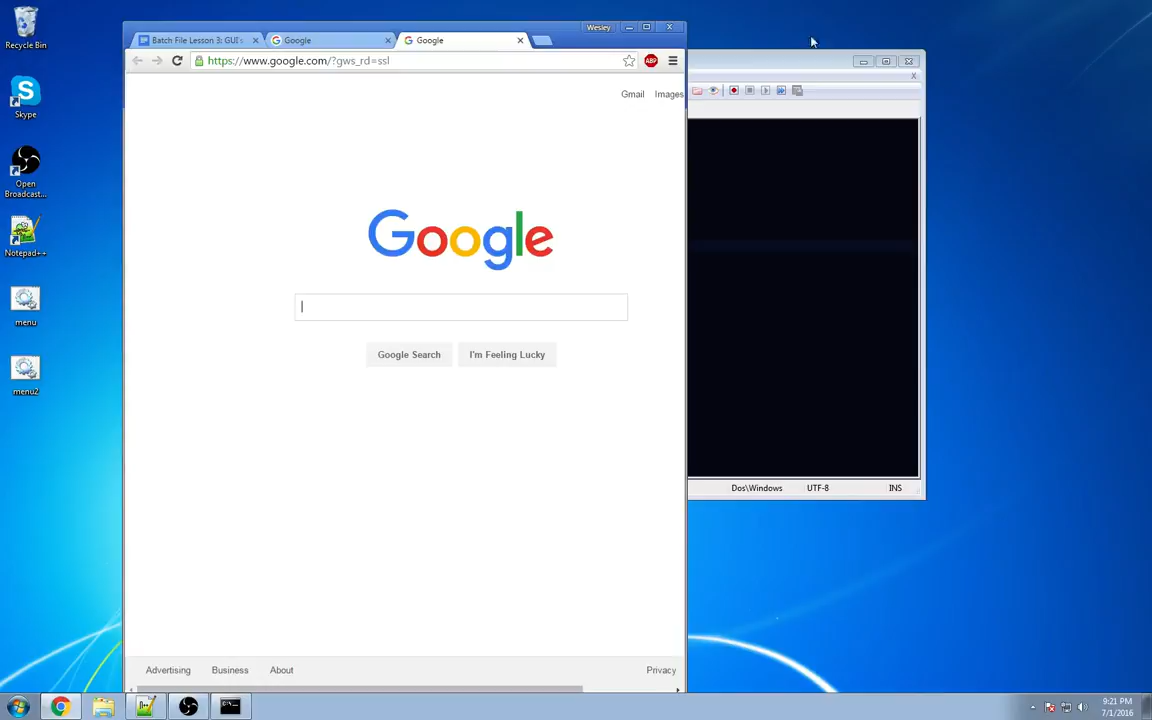 Recycle Bin
Skype
Open
Broadcast...
Notepad++
menu
menu2
Wesley
Batch File Lesson 3: GUI's
Google
Google
https://www.google.com/?gws_rd=ssl
ABP
Gmail
Images
Google
Google Search
I'm Feeling Lucky
Advertising
Business
About
Privacy
Dos\Windows
UTF-8
INS
9:21 PM
7/1/2016